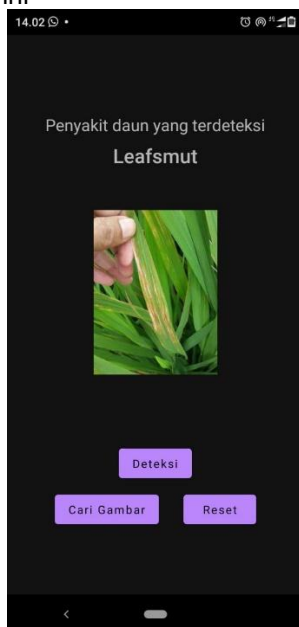 14.02
Penyakit daun yang terdeteksi
Leafsmut
Deteksi
Cari Gambar
Reset